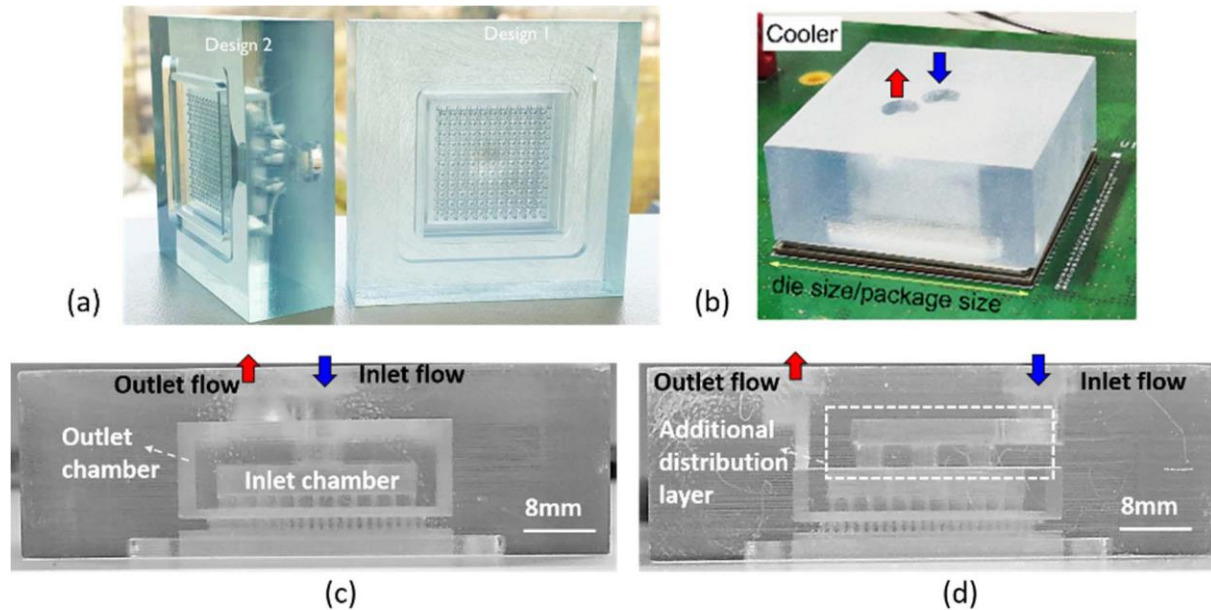 Design 2
Design 1
(a)
Cooler
die size/package size
(b)
Outlet flow
Inlet flow
Outlet
chamber
Inlet chamber
8mm
(c)
Outlet flow
Inlet flow
Additional
distribution
layer
8mm
(d)